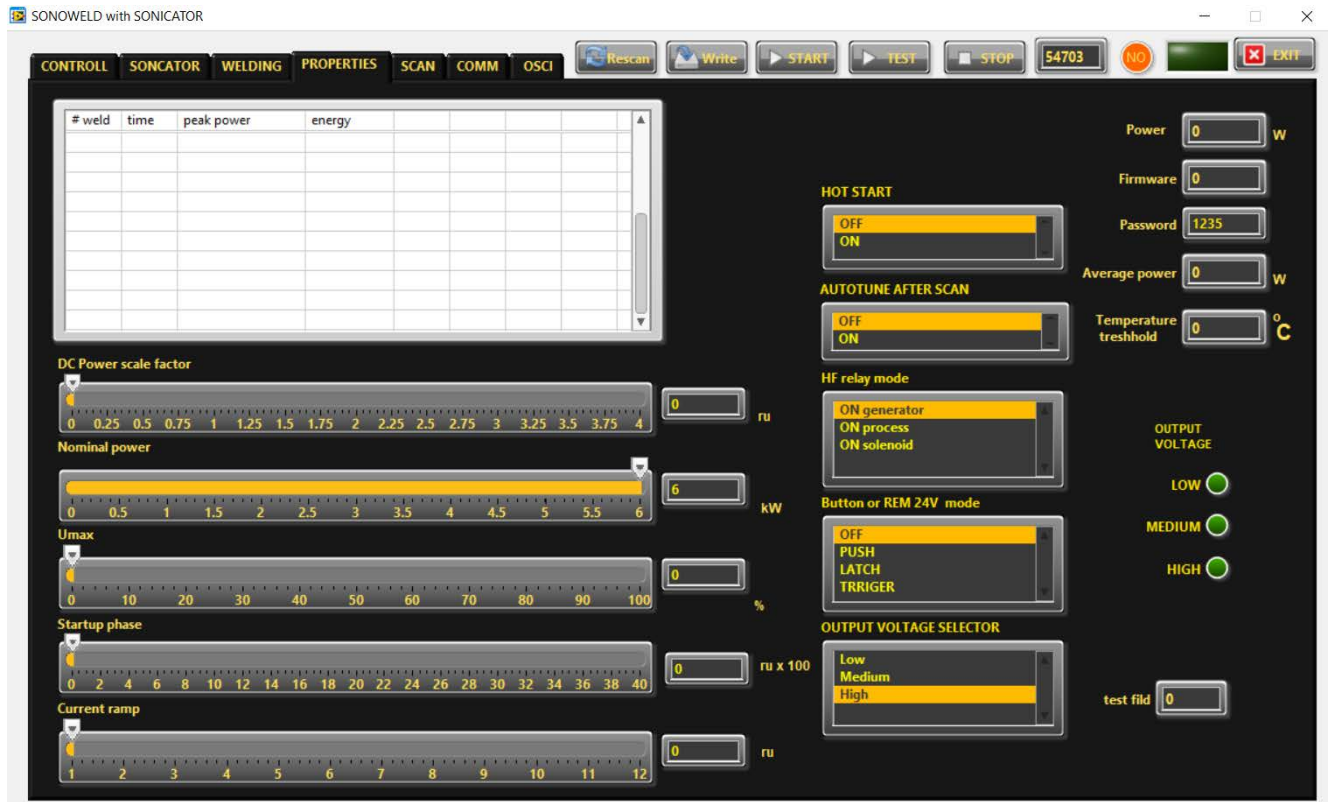 SONOWELD with SONICATOR
CONTROLL SONCATOR WELDING PROPERTIES SCAN COMM OSCI Rescan Write START TEST STOP 54703 NO EXIT
# weld time peak power energy
Power 0 W
Firmware 0
Password 1235
Average power 0 W
Temperature treshhold 0 °C
HOT START
OFF
ON
AUTOTUNE AFTER SCAN
OFF
ON
DC Power scale factor
0 0.25 0.5 0.75 1 1.25 1.5 1.75 2 2.25 2.5 2.75 3 3.25 3.5 3.75 4
0 ru
Nominal power
0 0.5 1 1.5 2 2.5 3 3.5 4 4.5 5 5.5 6
6 kW
Umax
0 10 20 30 40 50 60 70 80 90 100
0 %
Startup phase
0 2 4 6 8 10 12 14 16 18 20 22 24 26 28 30 32 34 36 38 40
0 ru x 100
Current ramp
1 2 3 4 5 6 7 8 9 10 11 12
0 ru
HF relay mode
ON generator
ON process
ON solenoid
Button or REM 24V mode
OFF
PUSH
LATCH
TRRIGER
OUTPUT VOLTAGE SELECTOR
Low
Medium
High
OUTPUT
VOLTAGE
LOW
MEDIUM
HIGH
test fild 0